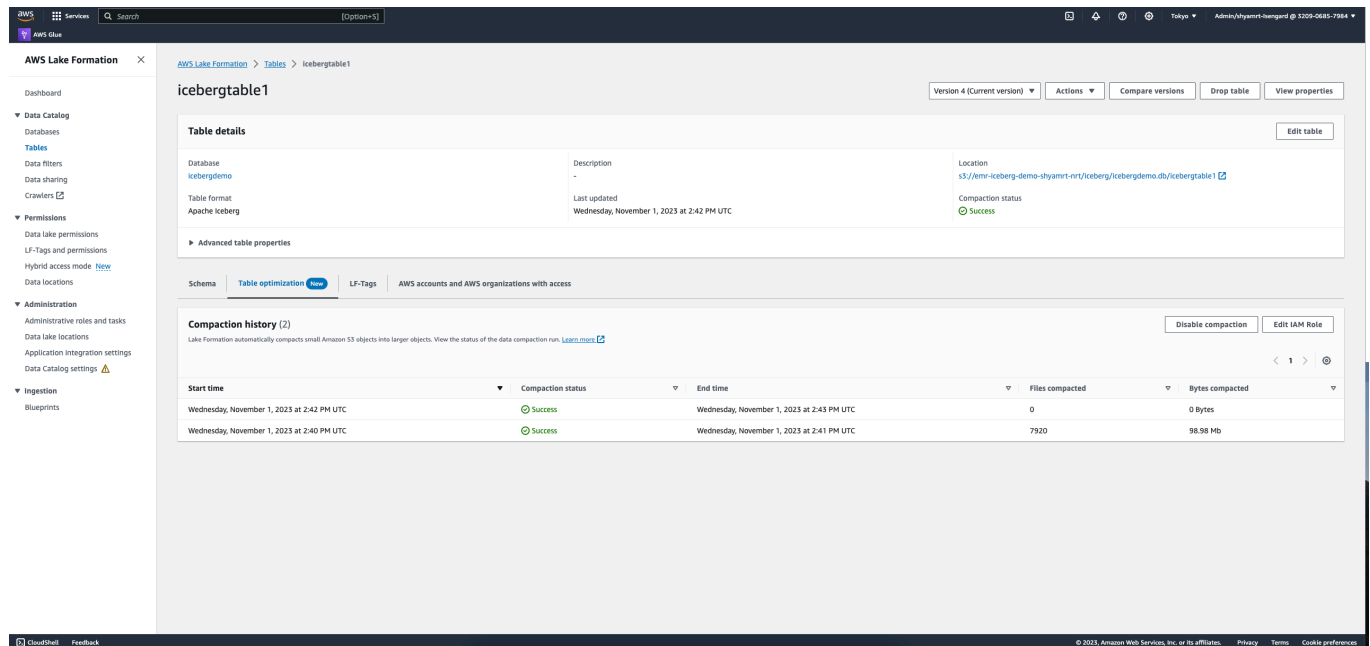 aws Services Search [Option+S] Tokyo ▼ Admin/shyamrt-Isengard @ 3209-0685-7984 ▼
AWS Glue
AWS Lake Formation
Dashboard
Data Catalog
Databases
Tables
Data filters
Data sharing
Crawlers
Permissions
Data lake permissions
LF-Tags and permissions
Hybrid access mode New
Data locations
Administration
Administrative roles and tasks
Data lake locations
Application integration settings
Data Catalog settings
Ingestion
Blueprints
AWS Lake Formation > Tables > icebergtable1
icebergtable1
Version 4 (Current version) ▼ Actions ▼ Compare versions Drop table View properties
Table details Edit table
Database Description Location
icebergdemo - s3://emr-iceberg-demo-shyamrt-nrt/iceberg/icebergdemo.db/icebergtable1
Table format Last updated Compaction status
Apache Iceberg Wednesday, November 1, 2023 at 2:42 PM UTC Success
Advanced table properties
Schema Table optimization New LF-Tags AWS accounts and AWS organizations with access
Compaction history (2) Disable compaction Edit IAM Role
Lake Formation automatically compacts small Amazon S3 objects into larger objects. View the status of the data compaction run. Learn more
< 1 >
Start time Compaction status End time Files compacted Bytes compacted
Wednesday, November 1, 2023 at 2:42 PM UTC Success Wednesday, November 1, 2023 at 2:43 PM UTC 0 0 Bytes
Wednesday, November 1, 2023 at 2:40 PM UTC Success Wednesday, November 1, 2023 at 2:41 PM UTC 7920 98.98 Mb
CloudShell Feedback © 2023, Amazon Web Services, Inc. or its affiliates. Privacy Terms Cookie preferences